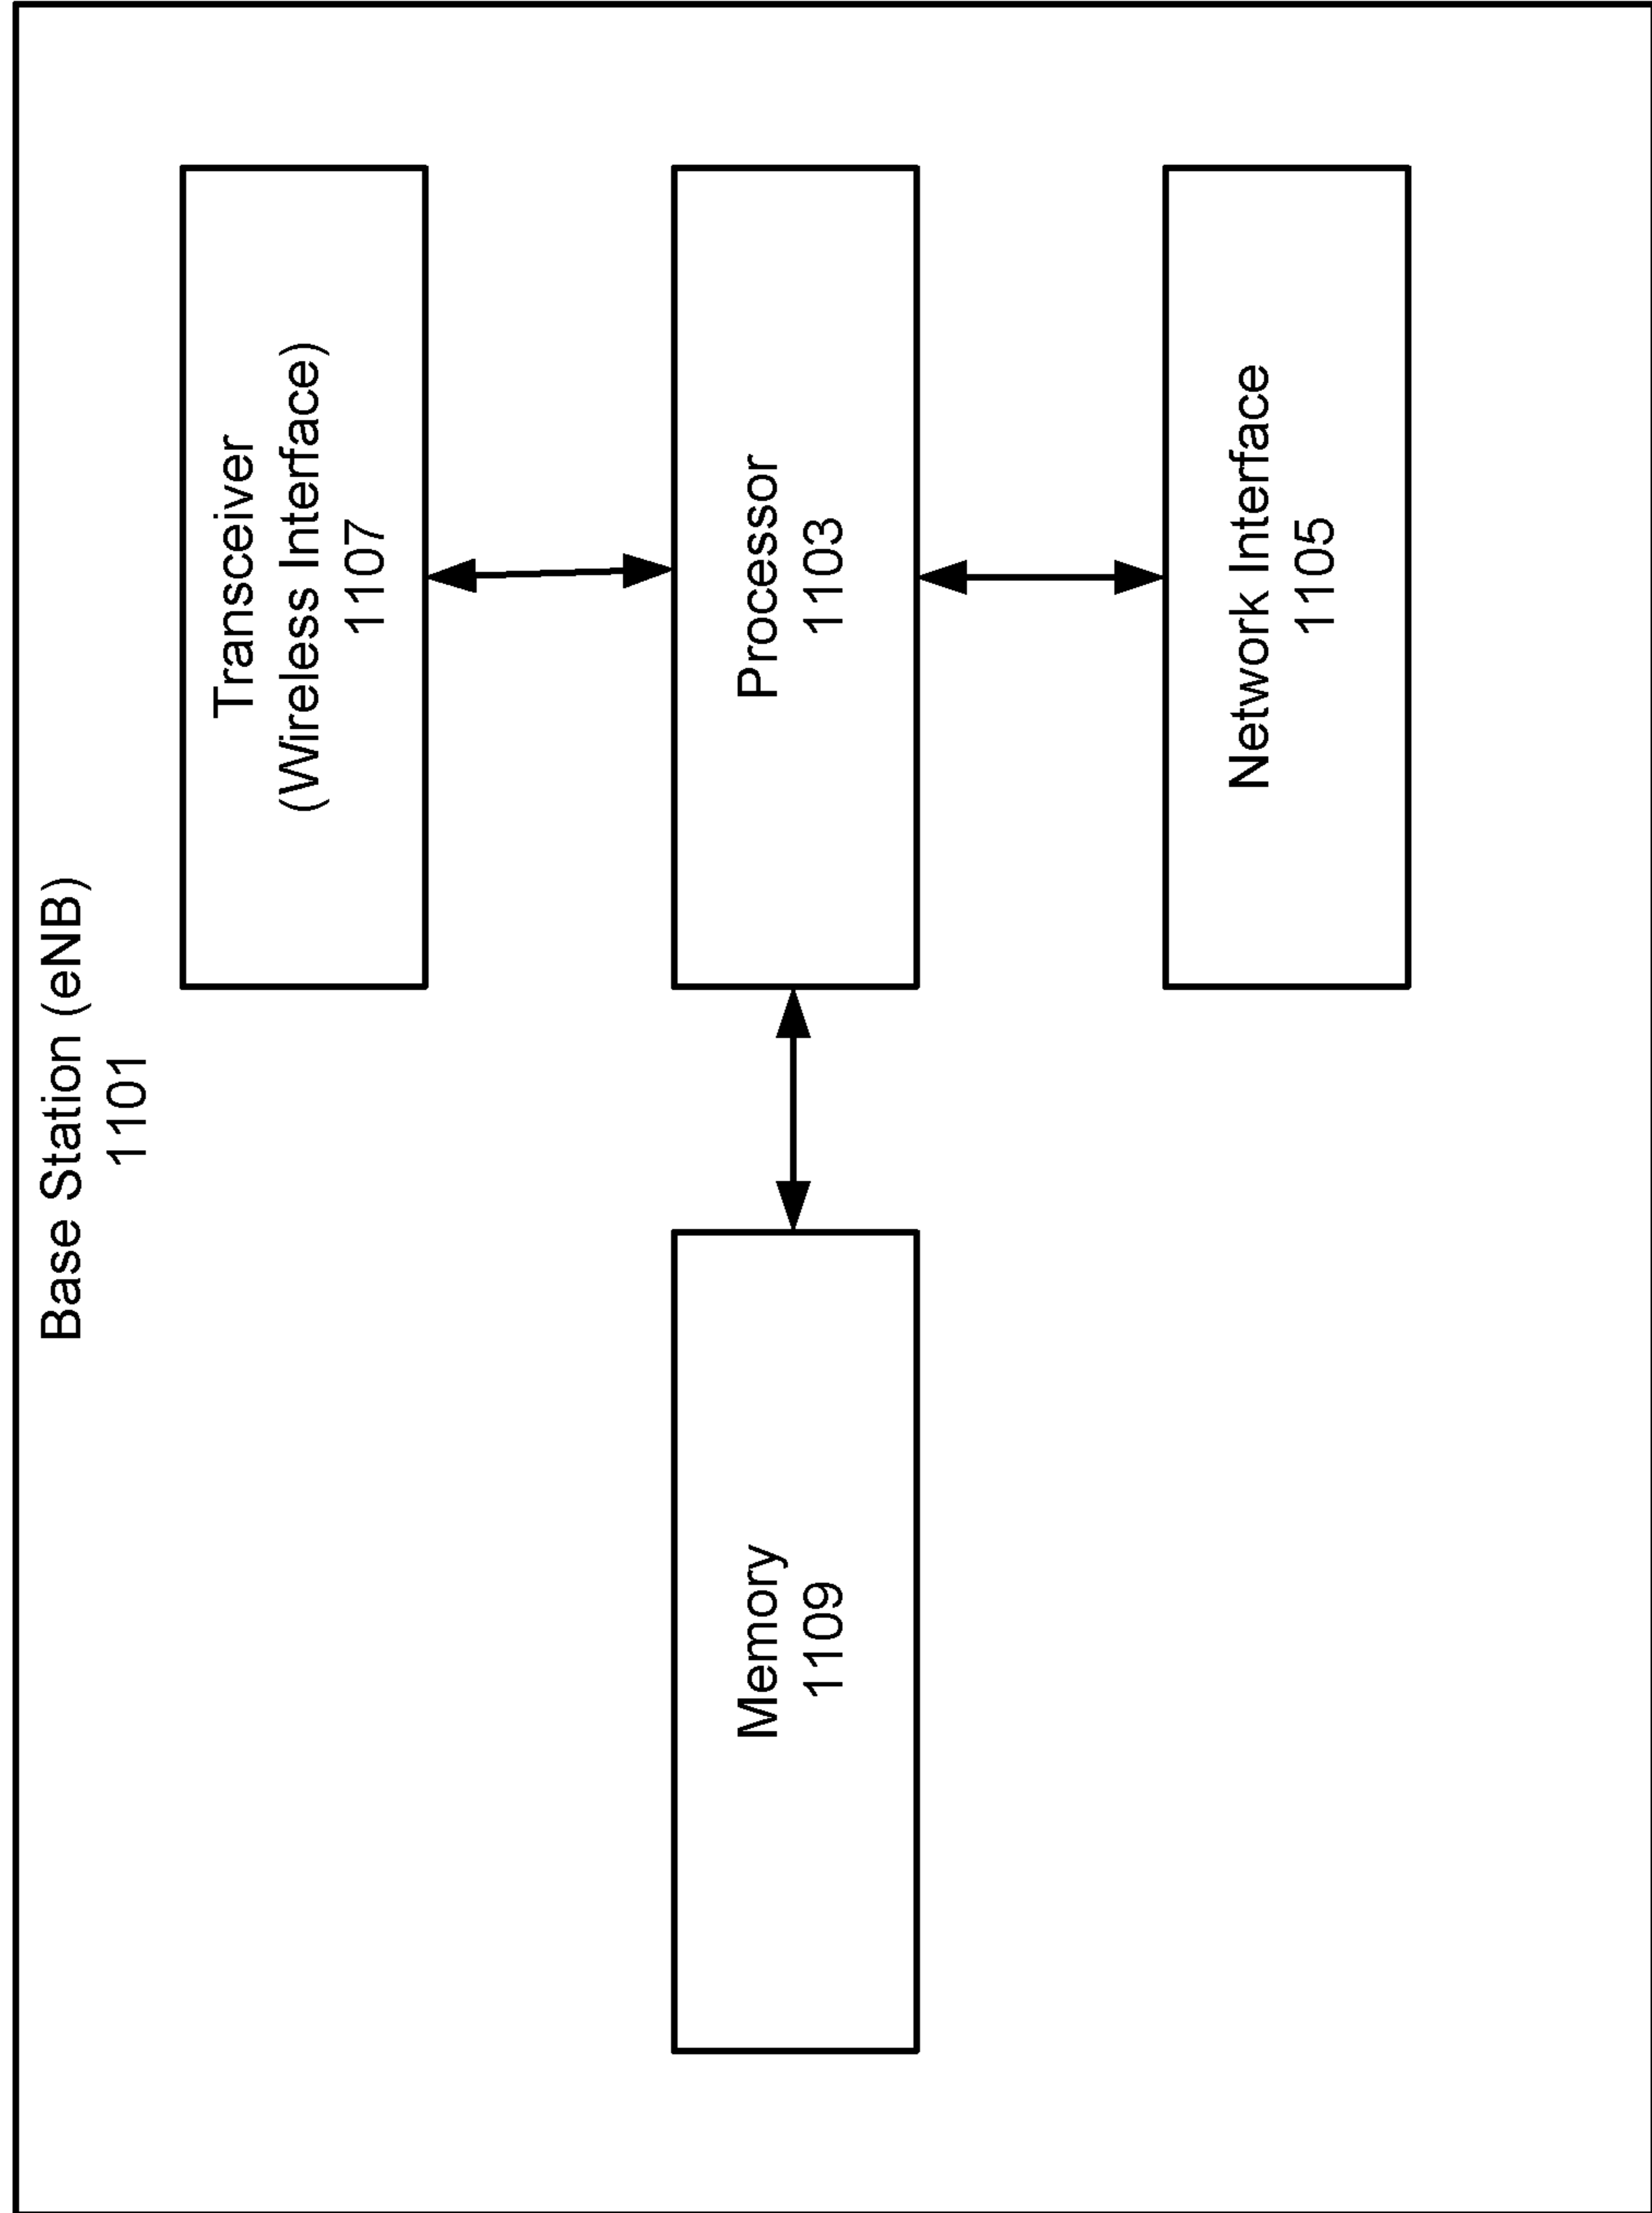 Base Station (eNB)
1101
Transceiver
(Wireless Interface)
1107
Memory
1109
Processor
1103
Network Interface
1105